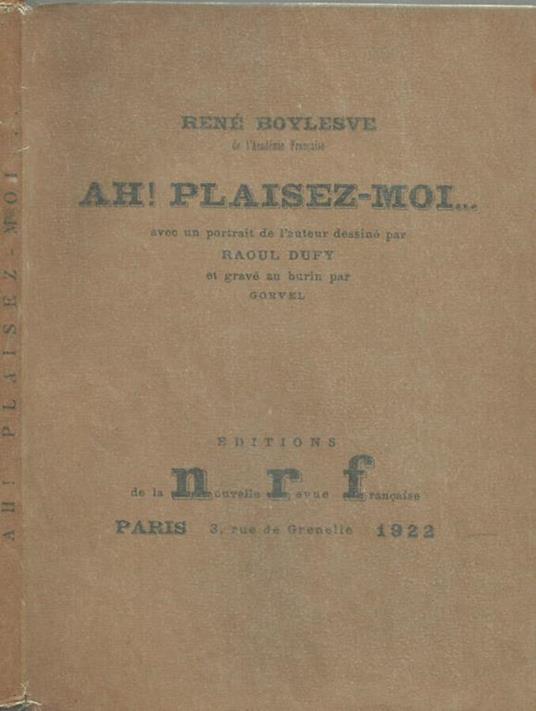 RENÉ BOYLESVE
de l'Académie Française
AH! PLAISEZ-MOI...
avec un portrait de l'auteur dessiné par
RAOUL DUFY
et gravé au burin par
GORVEL
ÉDITIONS
de la nouvelle revue française
PARIS 3, rue de Grenelle 1922
AH! PLAISEZ-MOI...